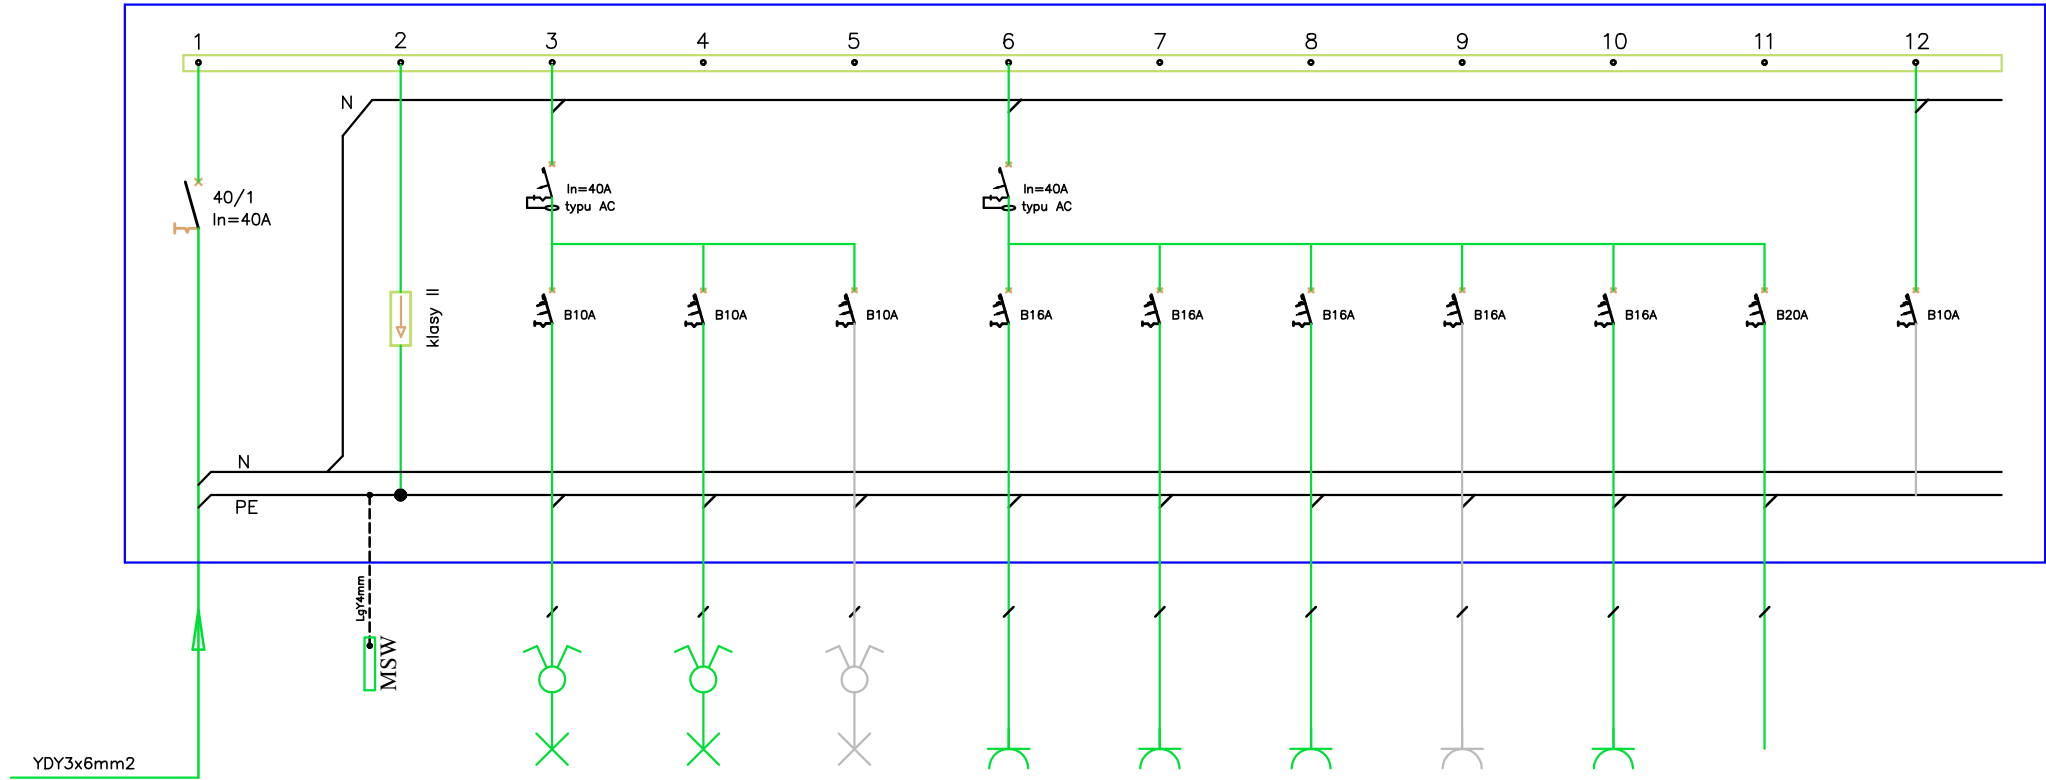 1 2 3 4 5 6 7 8 9 10 11 12
N
40/1
In=40A
In=40A
typu AC
In=40A
typu AC
klasy II
B10A B10A B10A B16A B16A B16A B16A B16A B20A B10A
N
PE
LgY4mm
MSW
YDY3x6mm2